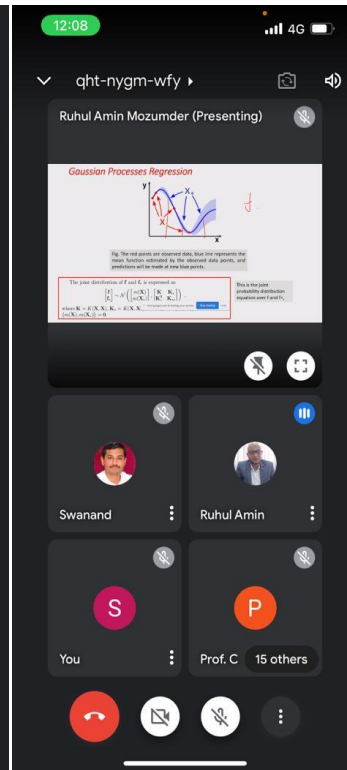 12:08
4G
qht-nygm-wfy
Ruhul Amin Mozumder (Presenting)
Gaussian Processes Regression
y
X*
X
x
f
Fig. The red points are observed data, blue line represents the
mean function estimated by the observed data points, and
predictions will be made at new blue points.
The joint distribution of f and f* is expressed as
[f f*] ~ N ( [m(X) m(X*)], [K K* K*ᵀ K**] ),
where K = K(X, X), K* = K(X, X
(m(X), m(X*)) = 0.
This is the joint
probability distribution
equation over f and f*,
Swanand
Ruhul Amin
S
P
You
Prof. C
15 others